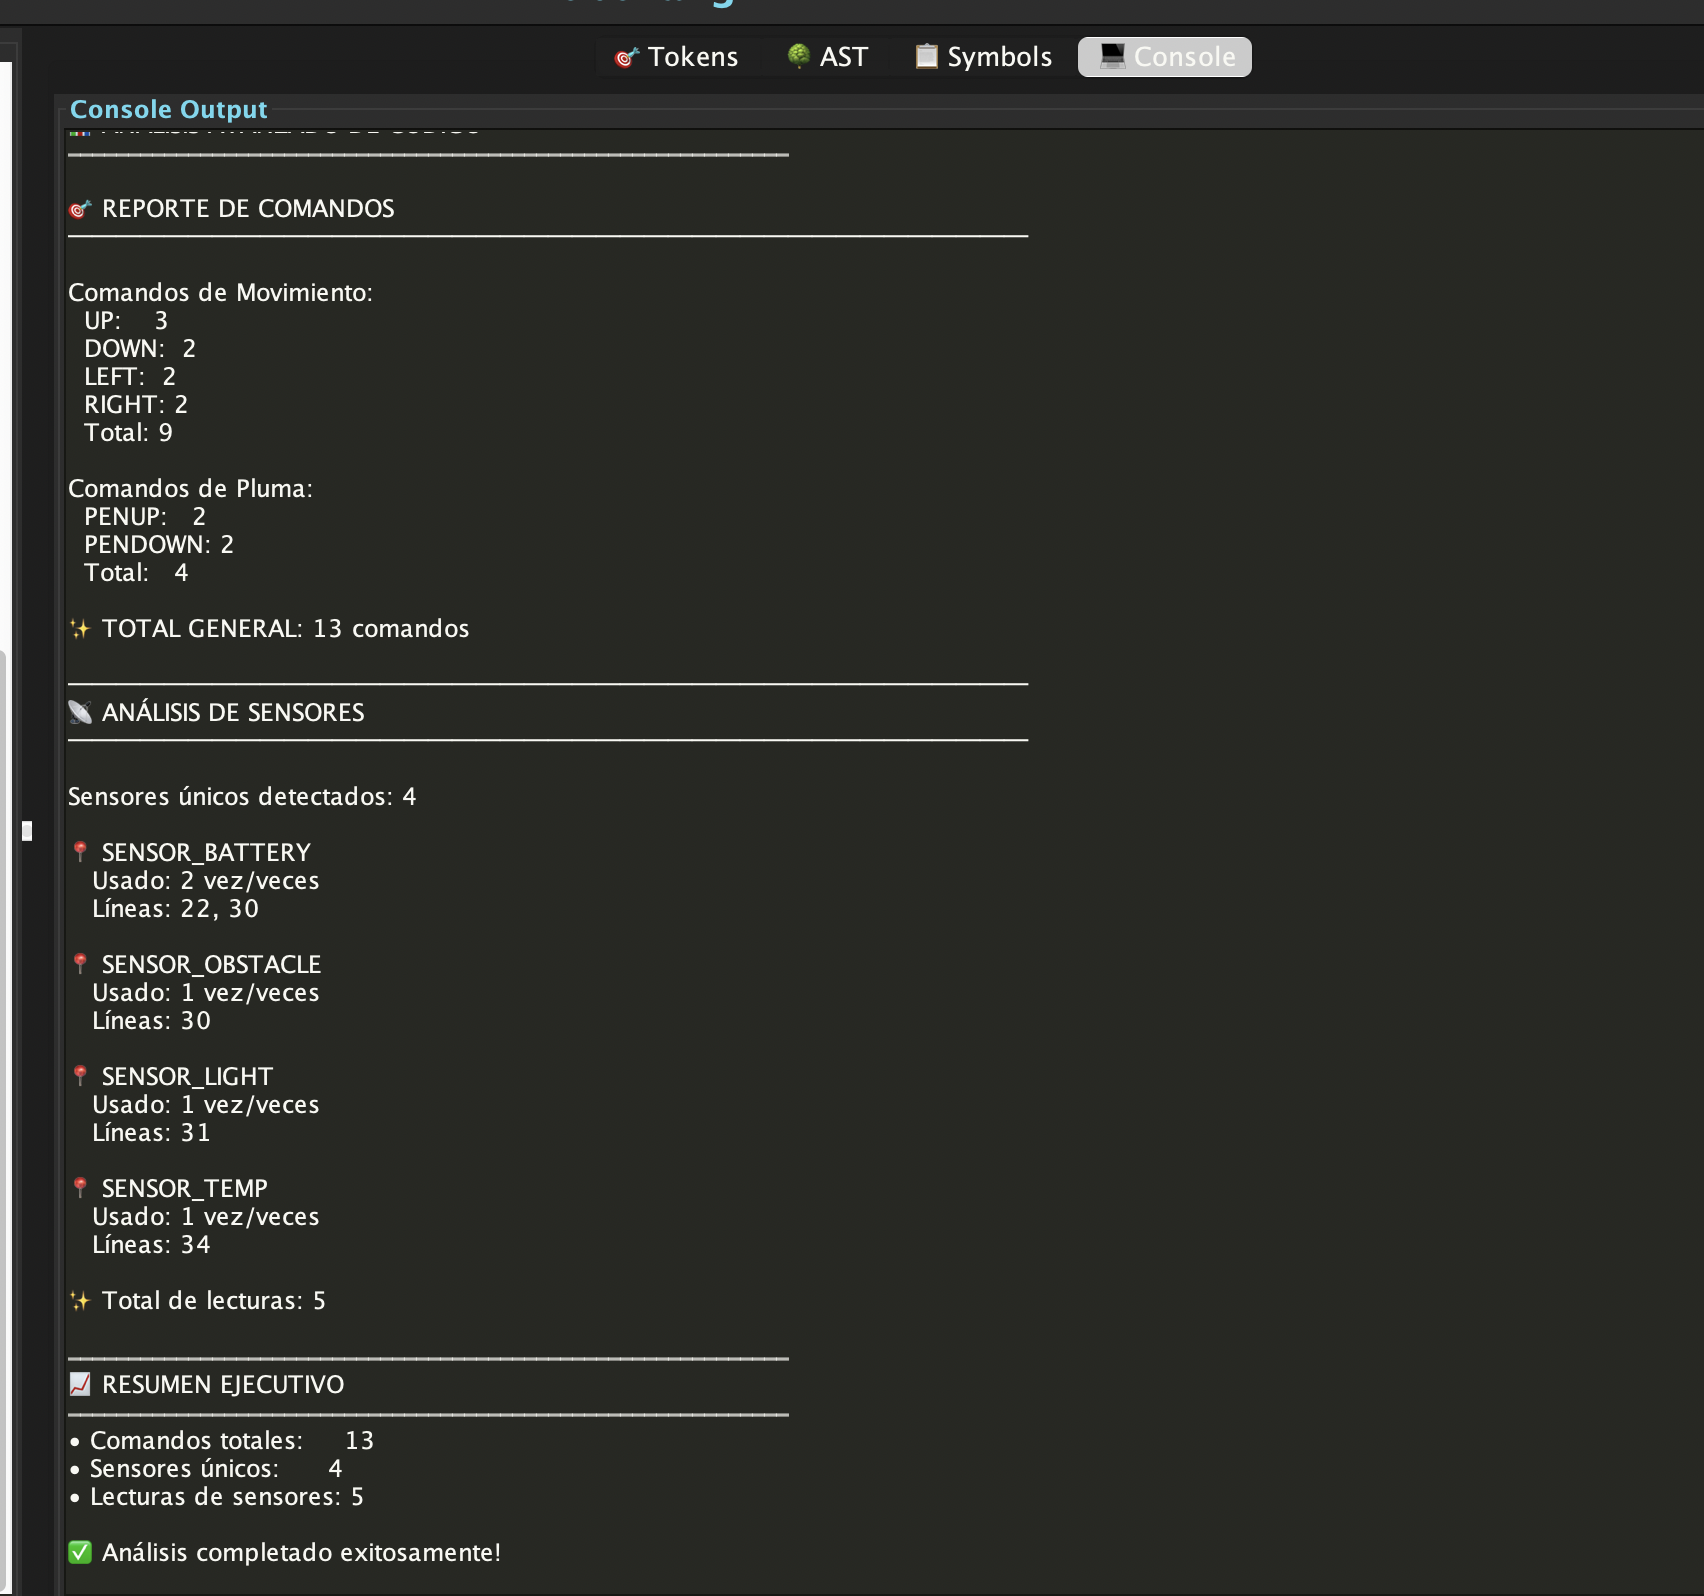 Tokens
AST
Symbols
Console
Console Output
ANÁLISIS AVANZADO DE CÓDIGO
REPORTE DE COMANDOS
Comandos de Movimiento:
UP: 3
DOWN: 2
LEFT: 2
RIGHT: 2
Total: 9
Comandos de Pluma:
PENUP: 2
PENDOWN: 2
Total: 4
✨ TOTAL GENERAL: 13 comandos
ANÁLISIS DE SENSORES
Sensores únicos detectados: 4
SENSOR_BATTERY
Usado: 2 vez/veces
Líneas: 22, 30
SENSOR_OBSTACLE
Usado: 1 vez/veces
Líneas: 30
SENSOR_LIGHT
Usado: 1 vez/veces
Líneas: 31
SENSOR_TEMP
Usado: 1 vez/veces
Líneas: 34
✨ Total de lecturas: 5
RESUMEN EJECUTIVO
• Comandos totales: 13
• Sensores únicos: 4
• Lecturas de sensores: 5
✅ Análisis completado exitosamente!